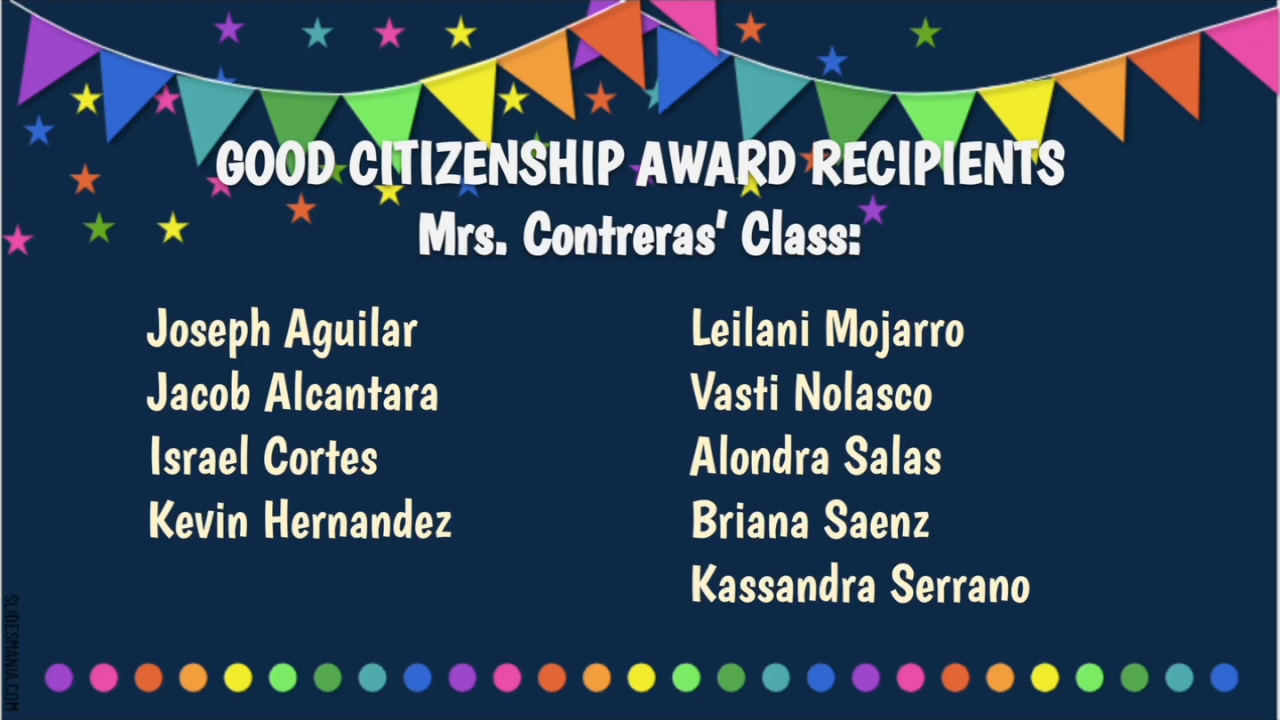 GOOD CITIZENSHIP AWARD RECIPIENTS
Mrs. Contreras' Class:
Joseph Aguilar
Jacob Alcantara
Israel Cortes
Kevin Hernandez
Leilani Mojarro
Vasti Nolasco
Alondra Salas
Briana Saenz
Kassandra Serrano
SLIDESMANIA.COM